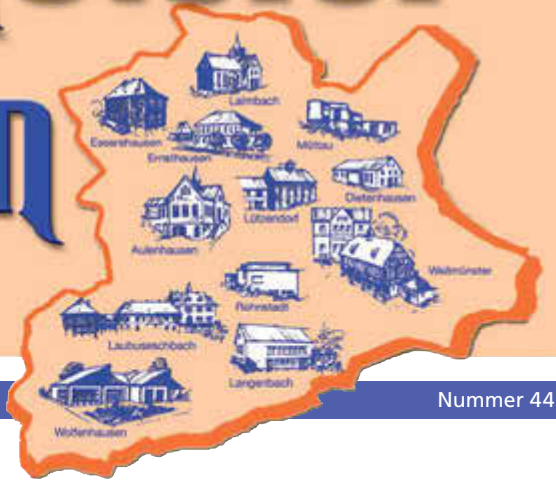 Laimbach
Essershausen
Ernsthausen
Möttau
Dietenhausen
Lützendorf
Aulenhausen
Weilmünster
Rohnstadt
Laubuseschbach
Langenbach
Wolfenhausen
Nummer 44